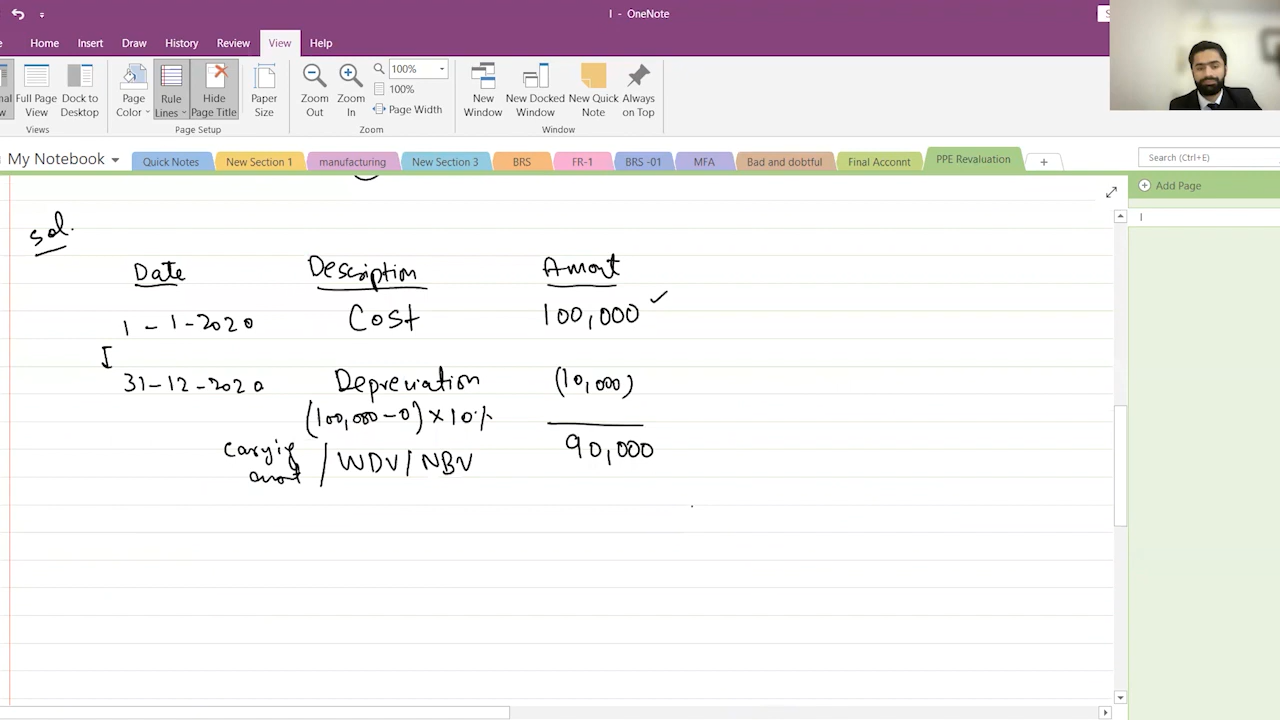 I - OneNote
Home Insert Draw History Review View Help
100%
100%
Page Width
Full Page View
Dock to Desktop
Page Color
Rule Lines
Hide Page Title
Paper Size
Zoom Out
Zoom In
New Window
New Docked Window
New Quick Note
Always on Top
Views Page Setup Zoom Window
My Notebook Quick Notes New Section 1 manufacturing New Section 3 BRS FR-1 BRS -01 MFA Bad and dobtful Final Acconnt PPE Revaluation + Search (Ctrl+E)
Add Page
I
sol.
Date Description Amout
1-1-2020 Cost 100,000
31-12-2020 Depreviation (10,000)
(100,000-0)×10%
90,000
Carryig amout / WDV/NBV